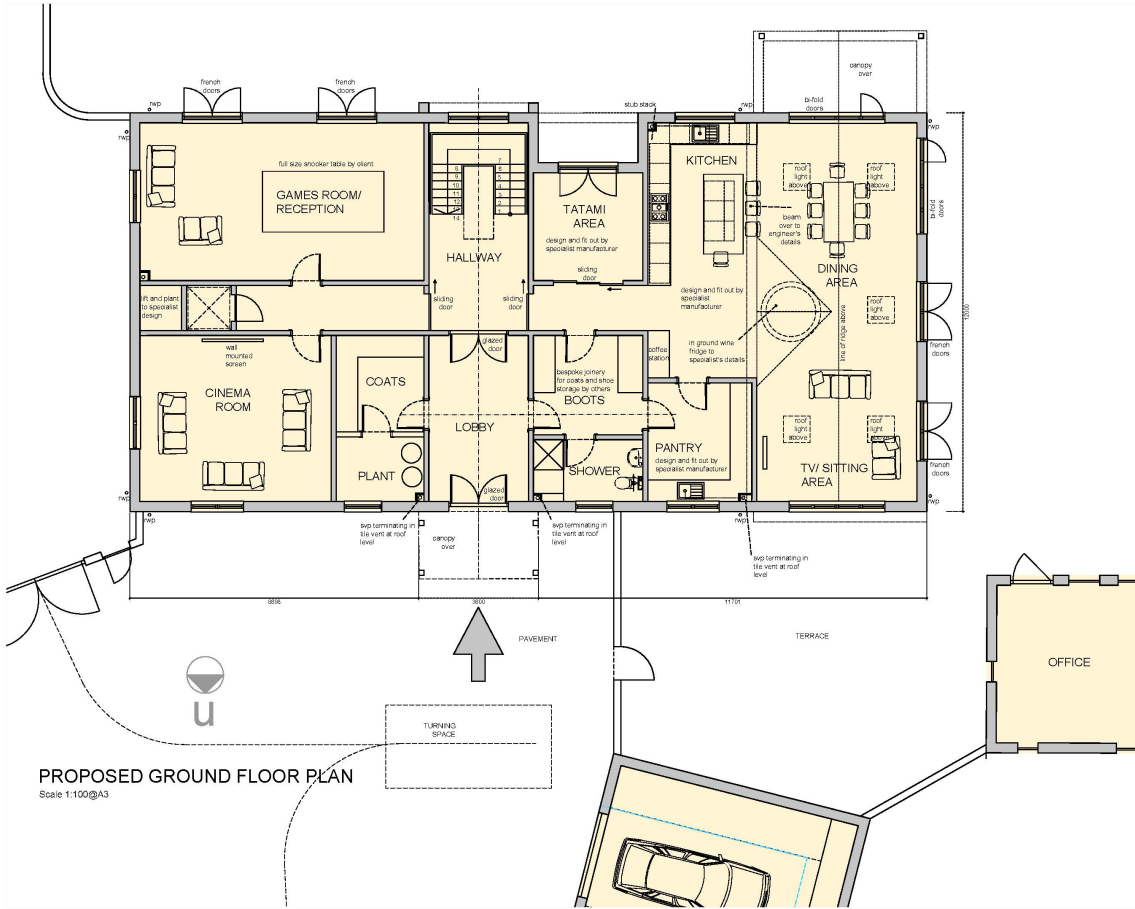 french
doors
french
doors
rwp
rwp
stub stack
rwp
canopy
over
bi-fold
doors
rwp
full size snooker table by client
GAMES ROOM/
RECEPTION
7
8
6
9
5
10
4
11
3
12
2
13
1
14
HALLWAY
TATAMI
AREA
design and fit out by
specialist manufacturer
sliding
door
KITCHEN
roof
light
above
roof
light
above
beam
over to
engineer's
details
bi-fold
doors
DINING
AREA
lift and plant
to specialist
design
sliding
door
sliding
door
design and fit out by
specialist
manufacturer
roof
light
above
12000
line of ridge above
in ground wine
fridge to
specialist's details
coffee
station
french
doors
wall
mounted
screen
CINEMA
ROOM
COATS
glazed
door
LOBBY
bespoke joinery
for coats and shoe
storage by others
BOOTS
roof
light
above
roof
light
above
PLANT
SHOWER
PANTRY
design and fit out by
specialist manufacturer
TV/ SITTING
AREA
french
doors
glazed
door
rwp
rwp
rwp
rwp
svp terminating in
tile vent at roof
level
canopy
over
svp terminating in
tile vent at roof
level
svp terminating in
tile vent at roof
level
3600
11701
PAVEMENT
TERRACE
OFFICE
TURNING
SPACE
PROPOSED GROUND FLOOR PLAN
Scale 1:100@A3